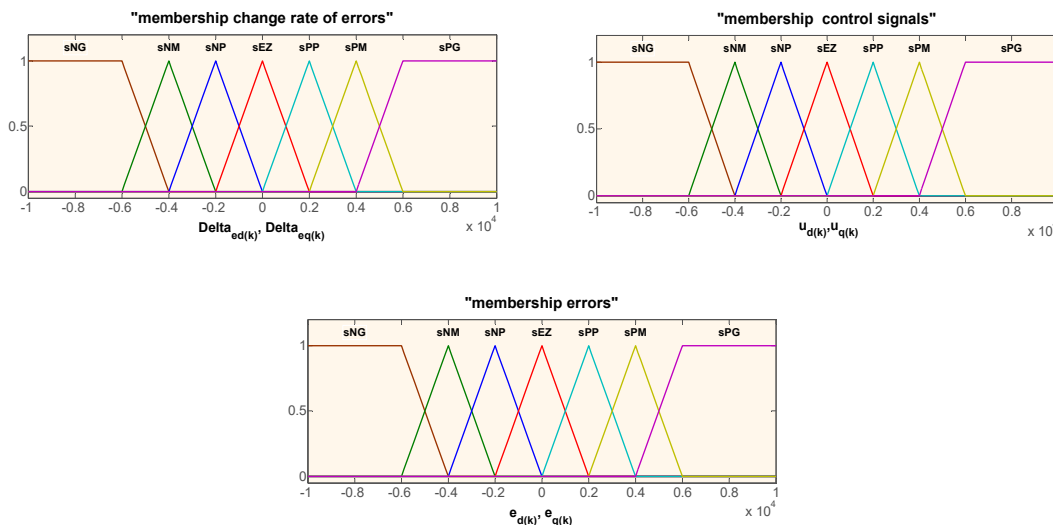 "membership change rate of errors"
sNG sNM sNP sEZ sPP sPM sPG
1
0.5
0
-1 -0.8 -0.6 -0.4 -0.2 0 0.2 0.4 0.6 0.8 1
x 10^4
Delta_ed(k), Delta_eq(k)
"membership  control signals"
sNG sNM sNP sEZ sPP sPM sPG
1
0.5
0
-1 -0.8 -0.6 -0.4 -0.2 0 0.2 0.4 0.6 0.8
x 10
u_d(k),u_q(k)
"membership errors"
sNG sNM sNP sEZ sPP sPM sPG
1
0.5
0
-1 -0.8 -0.6 -0.4 -0.2 0 0.2 0.4 0.6 0.8 1
x 10^4
e_d(k), e_q(k)